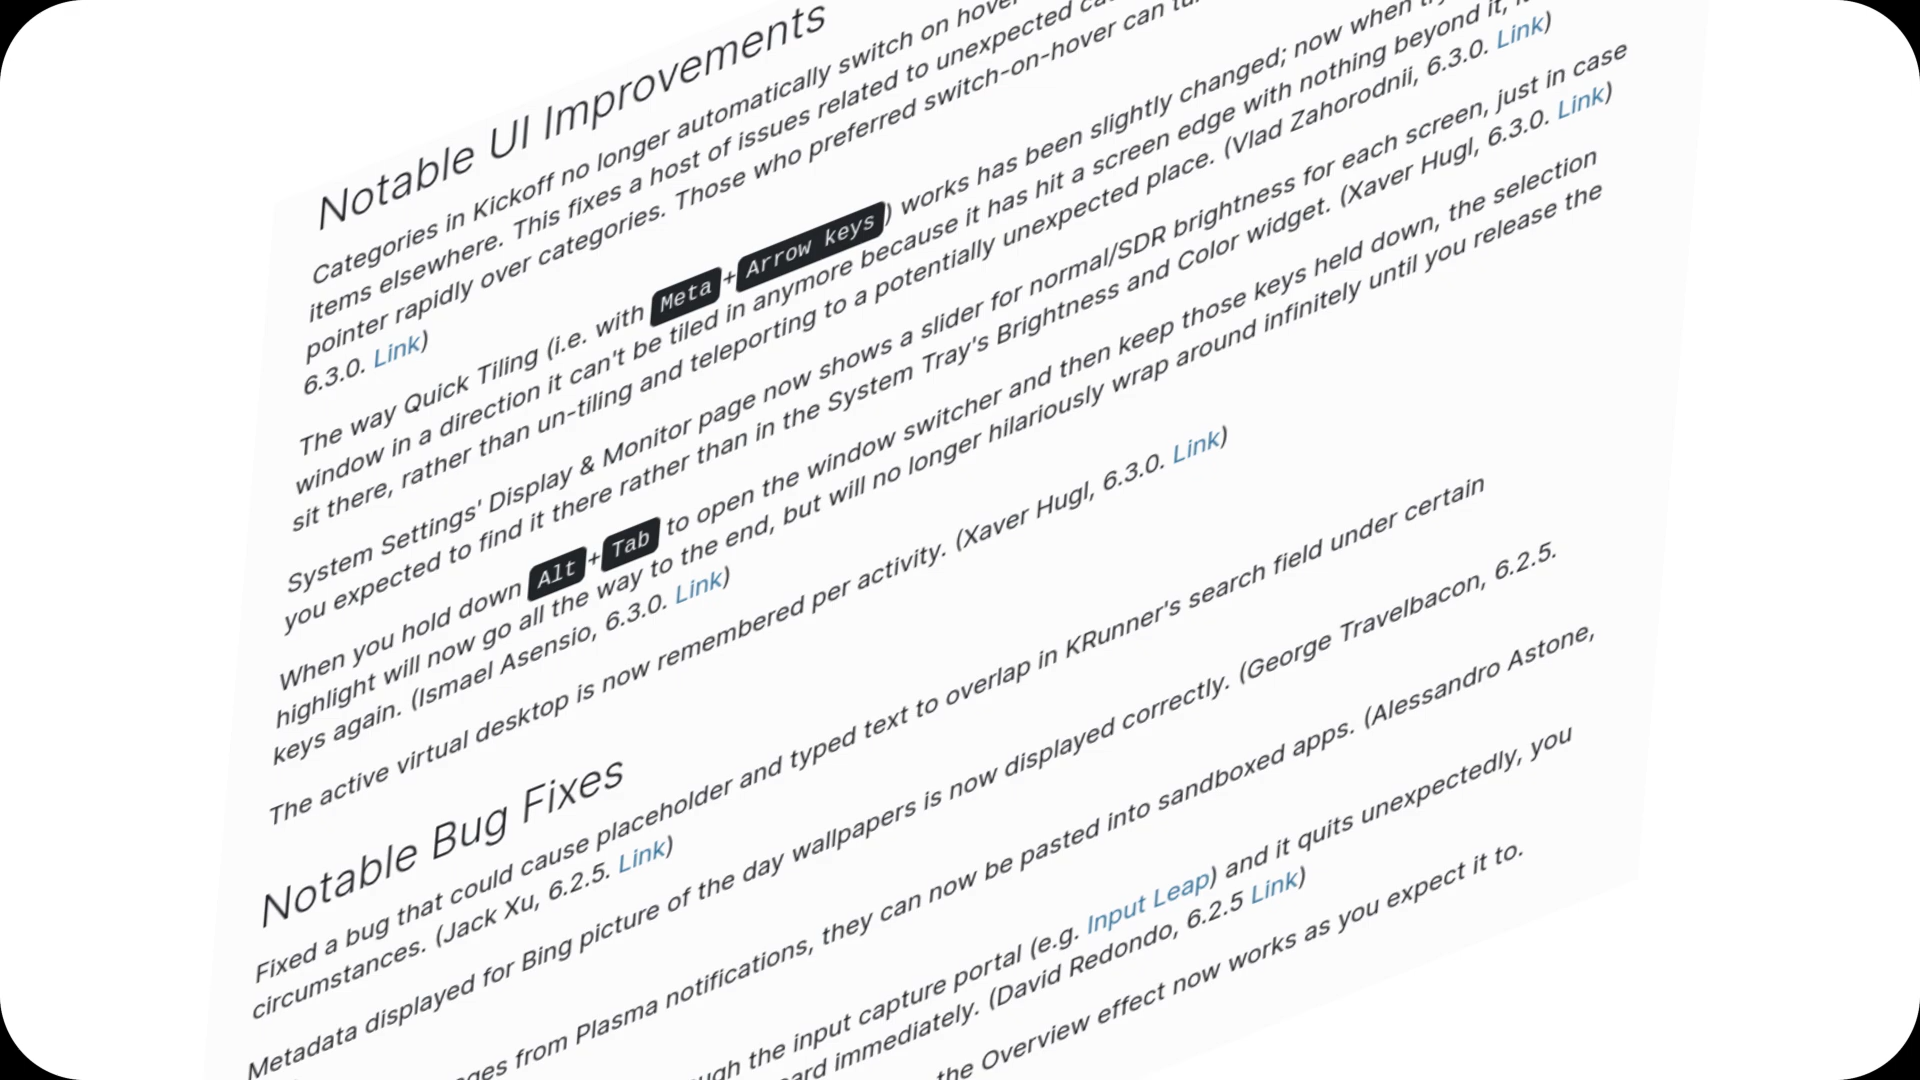 Notable UI Improvements
Categories in Kickoff no longer automatically switch on hover
items elsewhere. This fixes a host of issues related to unexpected
pointer rapidly over categories. Those who preferred switch-on-hover can
6.3.0. Link)
The way Quick Tiling (i.e. with Meta+Arrow keys) works has been slightly changed; now when
window in a direction it can't be tiled in anymore because it has hit a screen edge with nothing beyond it,
sit there, rather than un-tiling and teleporting to a potentially unexpected place. (Vlad Zahorodnii, 6.3.0. Link)
System Settings' Display & Monitor page now shows a slider for normal/SDR brightness for each screen, just in case
you expected to find it there rather than in the System Tray's Brightness and Color widget. (Xaver Hugl, 6.3.0. Link)
When you hold down Alt+Tab to open the window switcher and then keep those keys held down, the selection
highlight will now go all the way to the end, but will no longer hilariously wrap around infinitely until you release the
keys again. (Ismael Asensio, 6.3.0. Link)
The active virtual desktop is now remembered per activity. (Xaver Hugl, 6.3.0. Link)
Notable Bug Fixes
Fixed a bug that could cause placeholder and typed text to overlap in KRunner's search field under certain
circumstances. (Jack Xu, 6.2.5. Link)
Metadata displayed for Bing picture of the day wallpapers is now displayed correctly. (George Travelbacon, 6.2.5.
ges from Plasma notifications, they can now be pasted into sandboxed apps. (Alessandro Astone,
ugh the input capture portal (e.g. Input Leap) and it quits unexpectedly, you
ard immediately. (David Redondo, 6.2.5 Link)
the Overview effect now works as you expect it to.